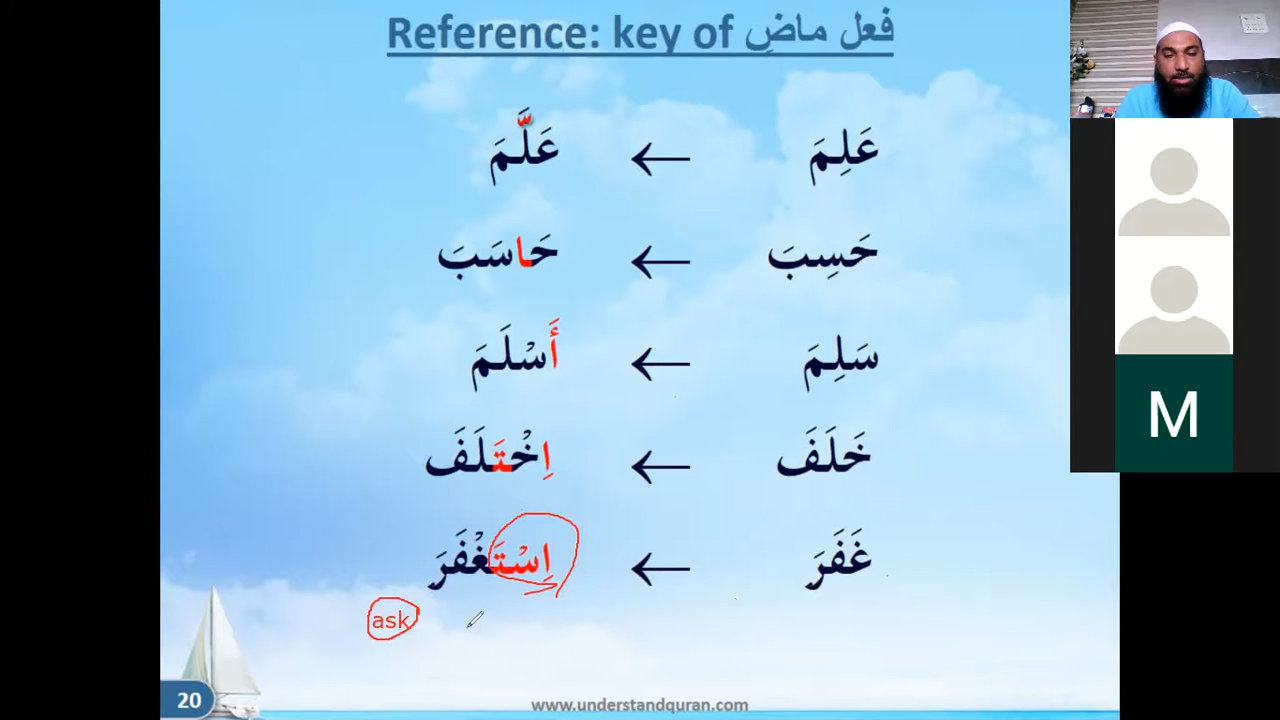 Reference: key of فعل ماضِ
عَلِمَ ← عَلَّمَ
حَسِبَ ← حَاسَبَ
سَلِمَ ← أَسْلَمَ
خَلَفَ ← اِخْتَلَفَ
غَفَرَ ← اِسْتَغْفَرَ
ask
20
www.understandquran.com
M